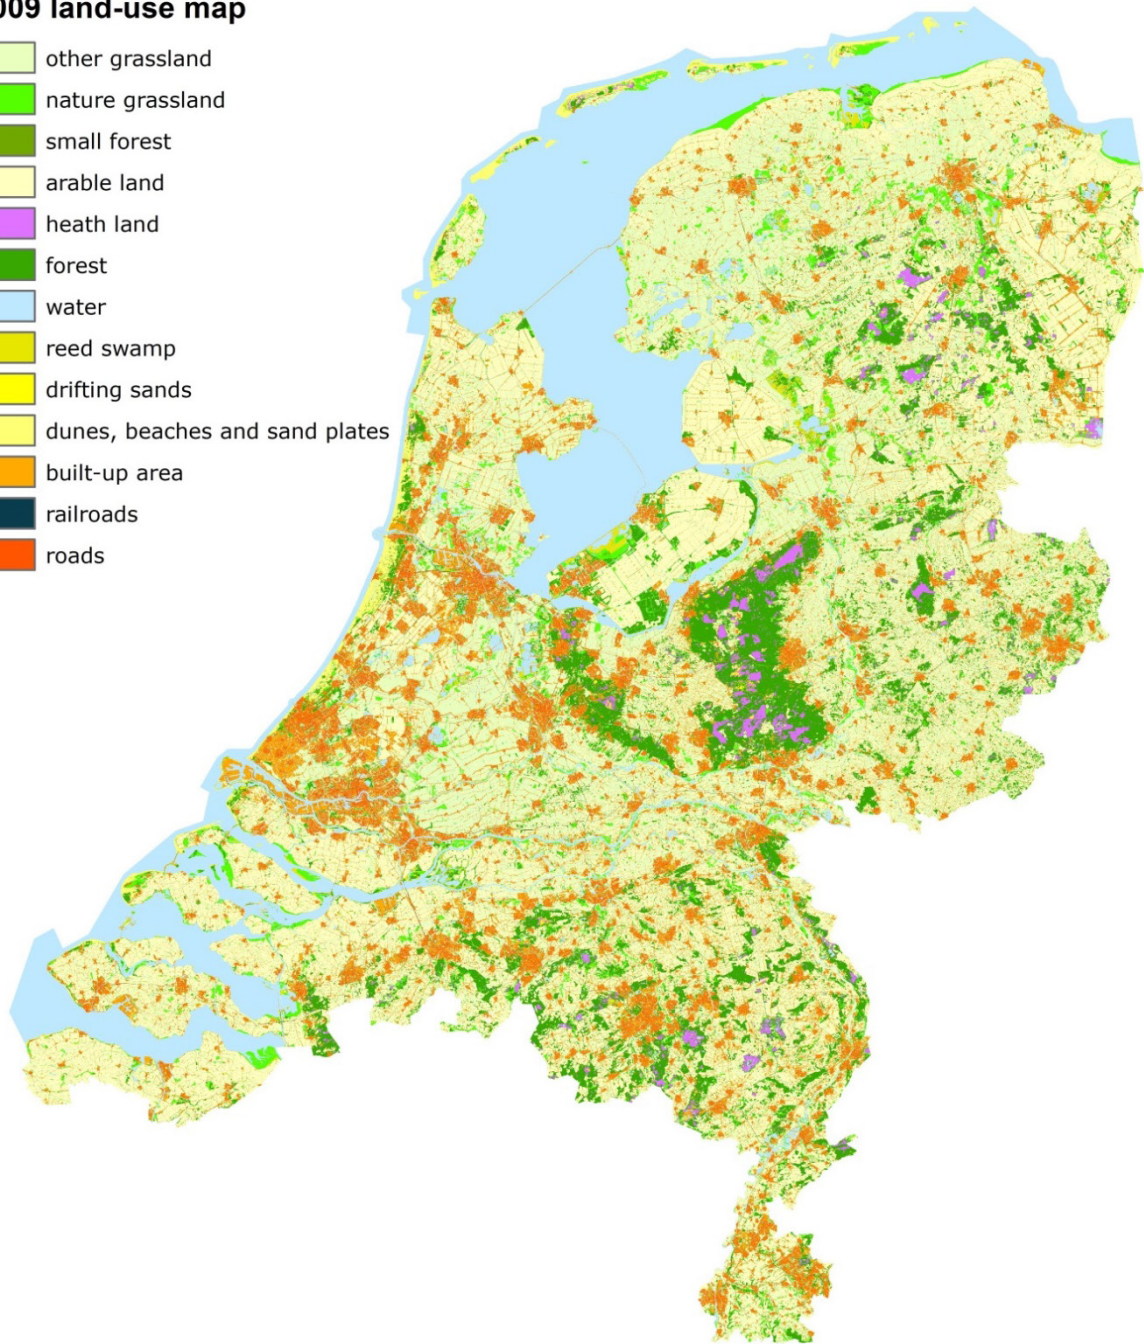 009 land-use map
other grassland
nature grassland
small forest
arable land
heath land
forest
water
reed swamp
drifting sands
dunes, beaches and sand plates
built-up area
railroads
roads